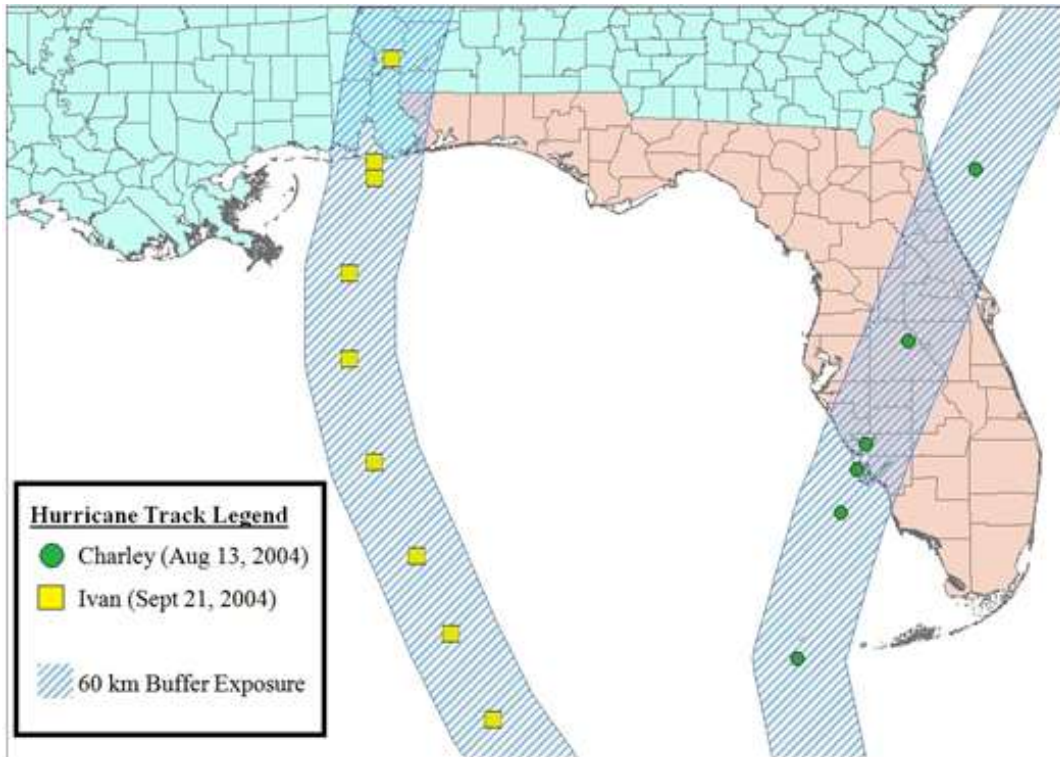 Hurricane Track Legend
Charley (Aug 13, 2004)
Ivan (Sept 21, 2004)
60 km Buffer Exposure